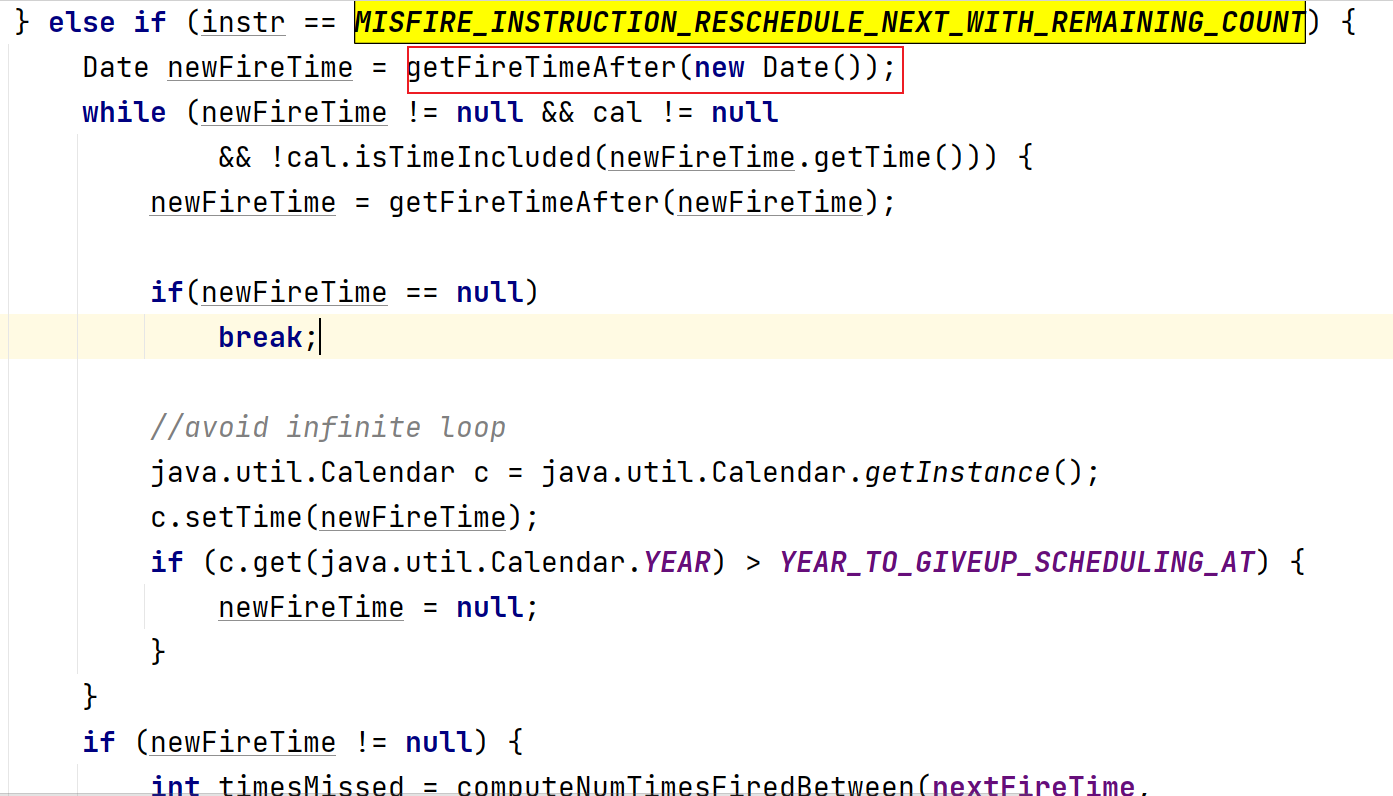 } else if (instr == MISFIRE_INSTRUCTION_RESCHEDULE_NEXT_WITH_REMAINING_COUNT) {
Date newFireTime = getFireTimeAfter(new Date());
while (newFireTime != null && cal != null
&& !cal.isTimeIncluded(newFireTime.getTime())) {
newFireTime = getFireTimeAfter(newFireTime);
if(newFireTime == null)
break;
//avoid infinite loop
java.util.Calendar c = java.util.Calendar.getInstance();
c.setTime(newFireTime);
if (c.get(java.util.Calendar.YEAR) > YEAR_TO_GIVEUP_SCHEDULING_AT) {
newFireTime = null;
}
}
if (newFireTime != null) {
int timesMissed = computeNumTimesFiredBetween(nextFireTime,